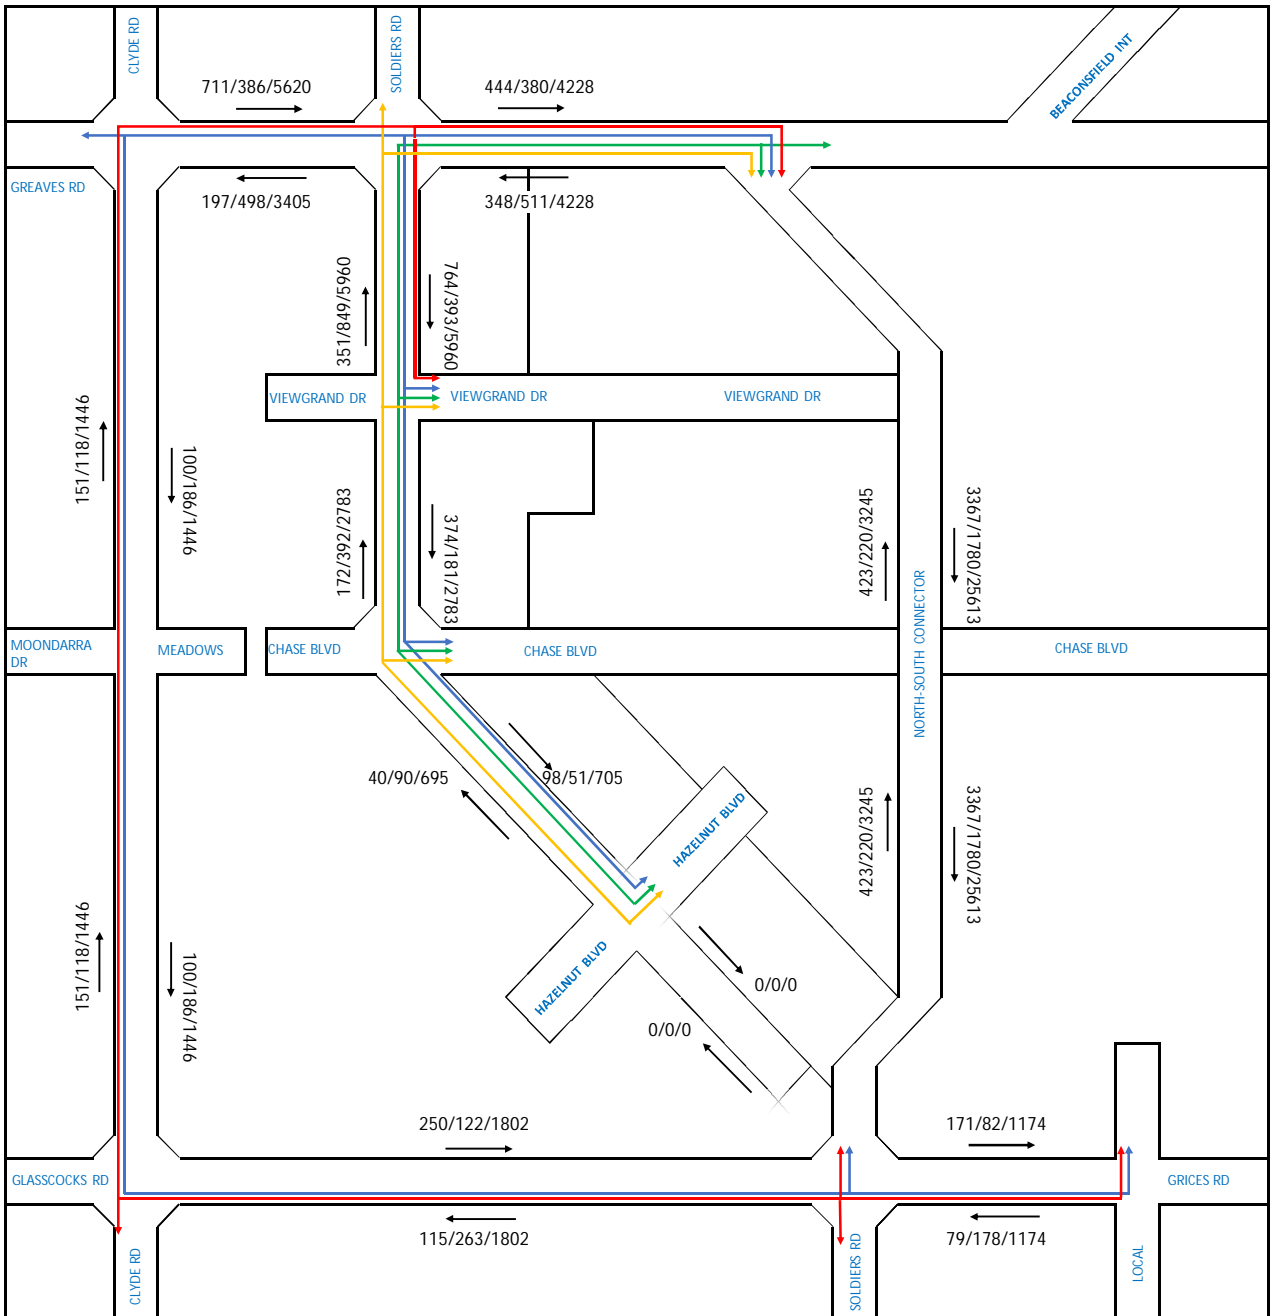 CLYDE RD
SOLDIERS RD
BEACONSFIELD INT
711/386/5620
444/380/4228
GREAVES RD
197/498/3405
348/511/4228
351/849/5960
764/393/5960
VIEWGRAND DR
VIEWGRAND DR
VIEWGRAND DR
151/118/1446
100/186/1446
172/392/2783
374/181/2783
423/220/3245
3367/1780/25613
NORTH-SOUTH CONNECTOR
MOONDARRA
DR
MEADOWS
CHASE BLVD
CHASE BLVD
CHASE BLVD
40/90/695
98/51/705
HAZELNUT BLVD
423/220/3245
3367/1780/25613
151/118/1446
100/186/1446
HAZELNUT BLVD
0/0/0
0/0/0
250/122/1802
171/82/1174
GLASSCOCKS RD
GRICES RD
115/263/1802
79/178/1174
CLYDE RD
SOLDIERS RD
LOCAL